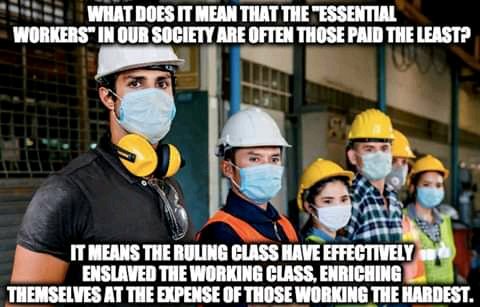 WHAT DOES IT MEAN THAT THE "ESSENTIAL
WORKERS" IN OUR SOCIETY ARE OFTEN THOSE PAID THE LEAST?
IT MEANS THE RULING CLASS HAVE EFFECTIVELY
ENSLAVED THE WORKING CLASS, ENRICHING
THEMSELVES AT THE EXPENSE OF THOSE WORKING THE HARDEST.